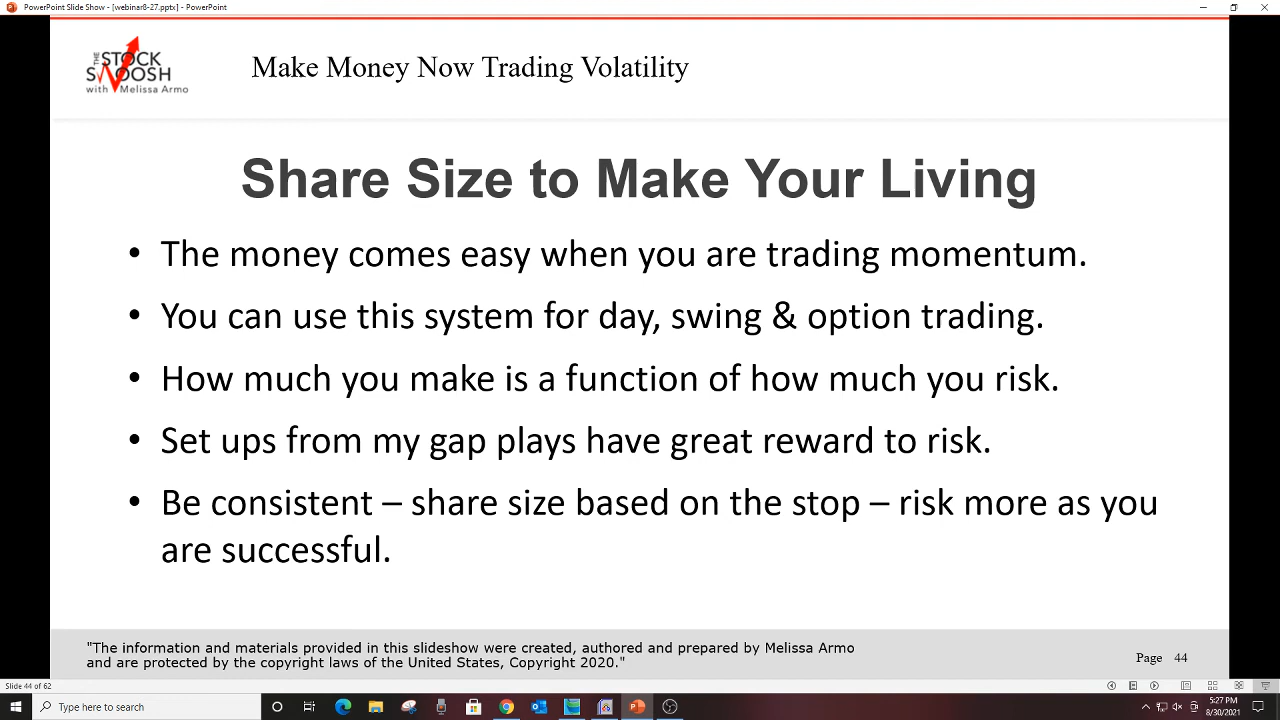 PowerPoint Slide Show - [webinar8-27.pptx] - PowerPoint
THE STOCK
SWOOSH
with Melissa Armo
Make Money Now Trading Volatility
Share Size to Make Your Living
• The money comes easy when you are trading momentum.
• You can use this system for day, swing & option trading.
• How much you make is a function of how much you risk.
• Set ups from my gap plays have great reward to risk.
• Be consistent – share size based on the stop – risk more as you
are successful.
"The information and materials provided in this slideshow were created, authored and prepared by Melissa Armo
and are protected by the copyright laws of the United States, Copyright 2020."
Page 44
Slide 44 of 62
Type here to search
5:27 PM
8/30/2021